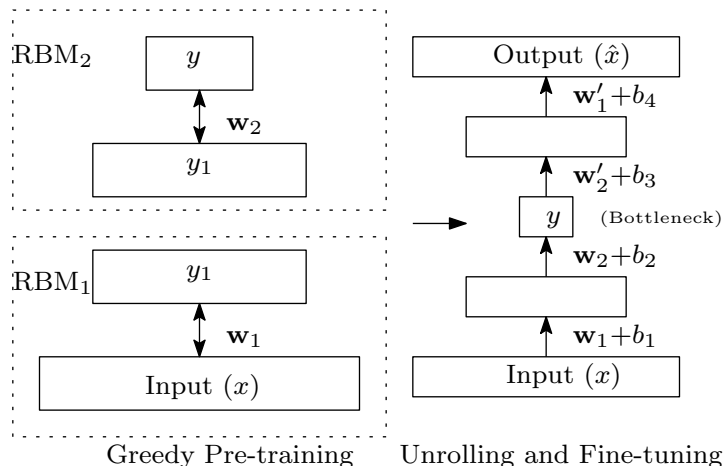 RBM₂
y
w₂
y₁
RBM₁
y₁
w₁
Input (x)
Greedy Pre-training
Output (x̂)
w′₁+b₄
w′₂+b₃
y (Bottleneck)
w₂+b₂
w₁+b₁
Input (x)
Unrolling and Fine-tuning